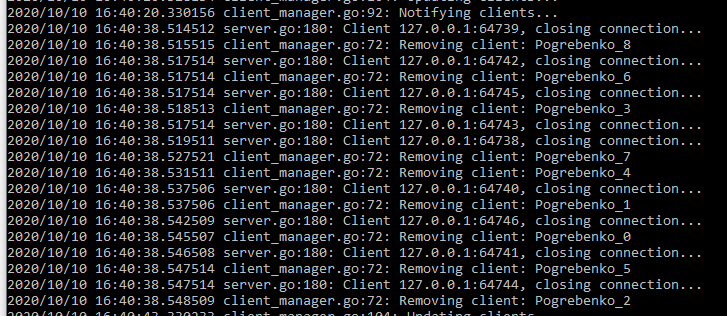 2020/10/10 16:40:20.330156 client_manager.go:92: Notifying clients...
2020/10/10 16:40:38.514512 server.go:180: Client 127.0.0.1:64739, closing connection...
2020/10/10 16:40:38.515515 client_manager.go:72: Removing client: Pogrebenko_8
2020/10/10 16:40:38.517514 server.go:180: Client 127.0.0.1:64742, closing connection...
2020/10/10 16:40:38.517514 client_manager.go:72: Removing client: Pogrebenko_6
2020/10/10 16:40:38.517514 server.go:180: Client 127.0.0.1:64745, closing connection...
2020/10/10 16:40:38.518513 client_manager.go:72: Removing client: Pogrebenko_3
2020/10/10 16:40:38.517514 server.go:180: Client 127.0.0.1:64743, closing connection...
2020/10/10 16:40:38.519511 server.go:180: Client 127.0.0.1:64738, closing connection...
2020/10/10 16:40:38.527521 client_manager.go:72: Removing client: Pogrebenko_7
2020/10/10 16:40:38.531511 client_manager.go:72: Removing client: Pogrebenko_4
2020/10/10 16:40:38.537506 server.go:180: Client 127.0.0.1:64740, closing connection...
2020/10/10 16:40:38.537506 client_manager.go:72: Removing client: Pogrebenko_1
2020/10/10 16:40:38.542509 server.go:180: Client 127.0.0.1:64746, closing connection...
2020/10/10 16:40:38.545507 client_manager.go:72: Removing client: Pogrebenko_0
2020/10/10 16:40:38.546508 server.go:180: Client 127.0.0.1:64741, closing connection...
2020/10/10 16:40:38.547514 client_manager.go:72: Removing client: Pogrebenko_5
2020/10/10 16:40:38.547514 server.go:180: Client 127.0.0.1:64744, closing connection...
2020/10/10 16:40:38.548509 client_manager.go:72: Removing client: Pogrebenko_2